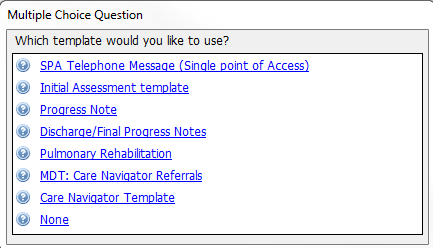 Multiple Choice Question
Which template would you like to use?
SPA Telephone Message (Single point of Access)
Initial Assessment template
Progress Note
Discharge/Final Progress Notes
Pulmonary Rehabilitation
MDT: Care Navigator Referrals
Care Navigator Template
None